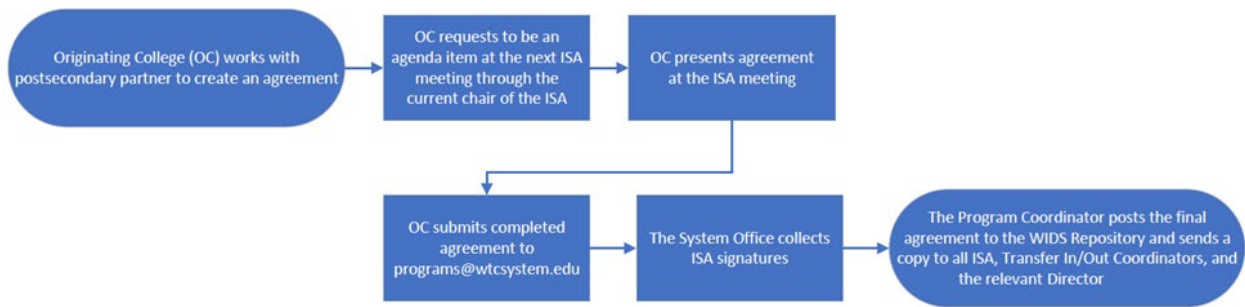 Originating College (OC) works with
postsecondary partner to create an agreement
OC requests to be an
agenda item at the next ISA
meeting through the
current chair of the ISA
OC presents agreement
at the ISA meeting
OC submits completed
agreement to
programs@wtcsystem.edu
The System Office collects
ISA signatures
The Program Coordinator posts the final
agreement to the WIDS Repository and sends a
copy to all ISA, Transfer In/Out Coordinators, and
the relevant Director